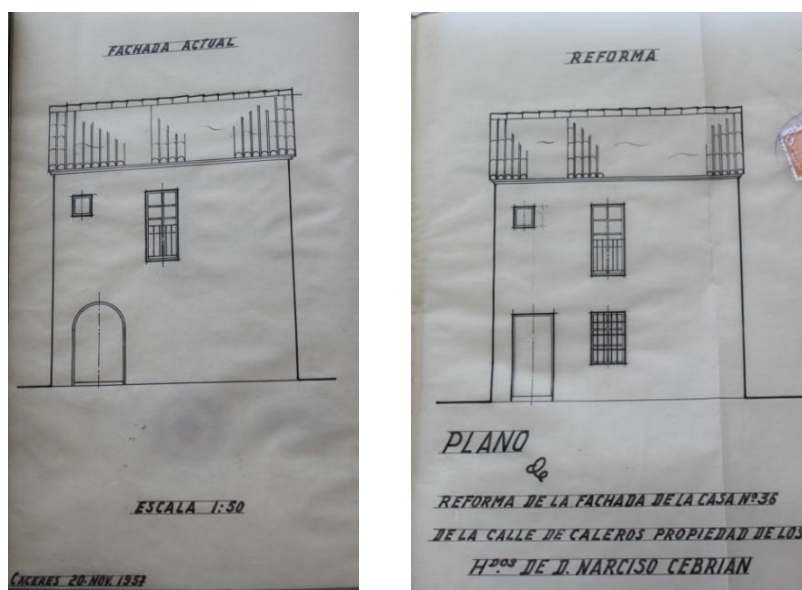 FACHADA ACTUAL
ESCALA 1:50
CACERES 20-NOV. 1957
REFORMA
PLANO
de
REFORMA DE LA FACHADA DE LA CASA Nº 36
DE LA CALLE DE CALEROS PROPIEDAD DE LOS
Hdos DE D. NARCISO CEBRIAN